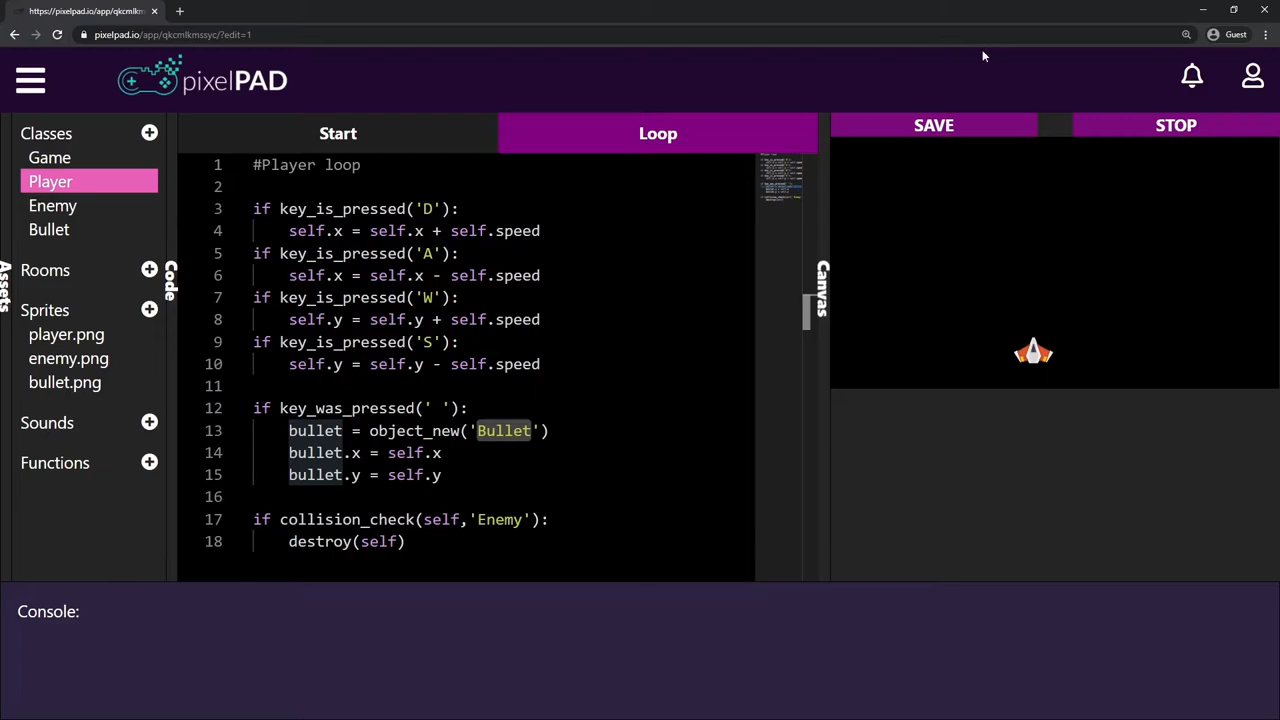 https://pixelpad.io/app/qkcmlkm
pixelpad.io/app/qkcmlkmssyc/?edit=1
Guest
pixelPAD
Classes
Game
Player
Enemy
Bullet
Rooms
Sprites
player.png
enemy.png
bullet.png
Sounds
Functions
Assets
Code
Start
Loop
1 #Player loop
2
3 if key_is_pressed('D'):
4 self.x = self.x + self.speed
5 if key_is_pressed('A'):
6 self.x = self.x - self.speed
7 if key_is_pressed('W'):
8 self.y = self.y + self.speed
9 if key_is_pressed('S'):
10 self.y = self.y - self.speed
11
12 if key_was_pressed(' '):
13 bullet = object_new('Bullet')
14 bullet.x = self.x
15 bullet.y = self.y
16
17 if collision_check(self,'Enemy'):
18 destroy(self)
Canvas
SAVE
STOP
Console: